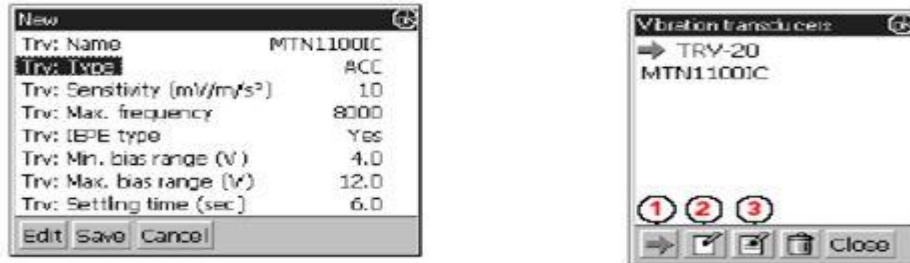 New
Trv: Name MTN1100IC
Trv: Type ACC
Trv: Sensitivity (mV/m/s²) 10
Trv: Max. frequency 8000
Trv: IEPE type Yes
Trv: Min. bias range (V) 4.0
Trv: Max. bias range (V) 12.0
Trv: Settling time (sec) 6.0
Edit Save Cancel
Vibration transducers
TRV-20
MTN1100IC
1 2 3
Close